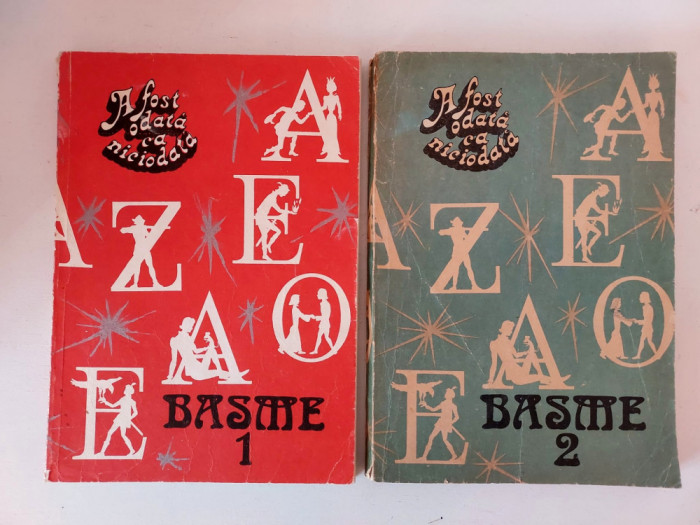 A fost
odată
ca
niciodată
A
A Z E
A O
E
BASME
1
A fost
odată
ca
niciodată
A
A Z E
A O
E
BASME
2